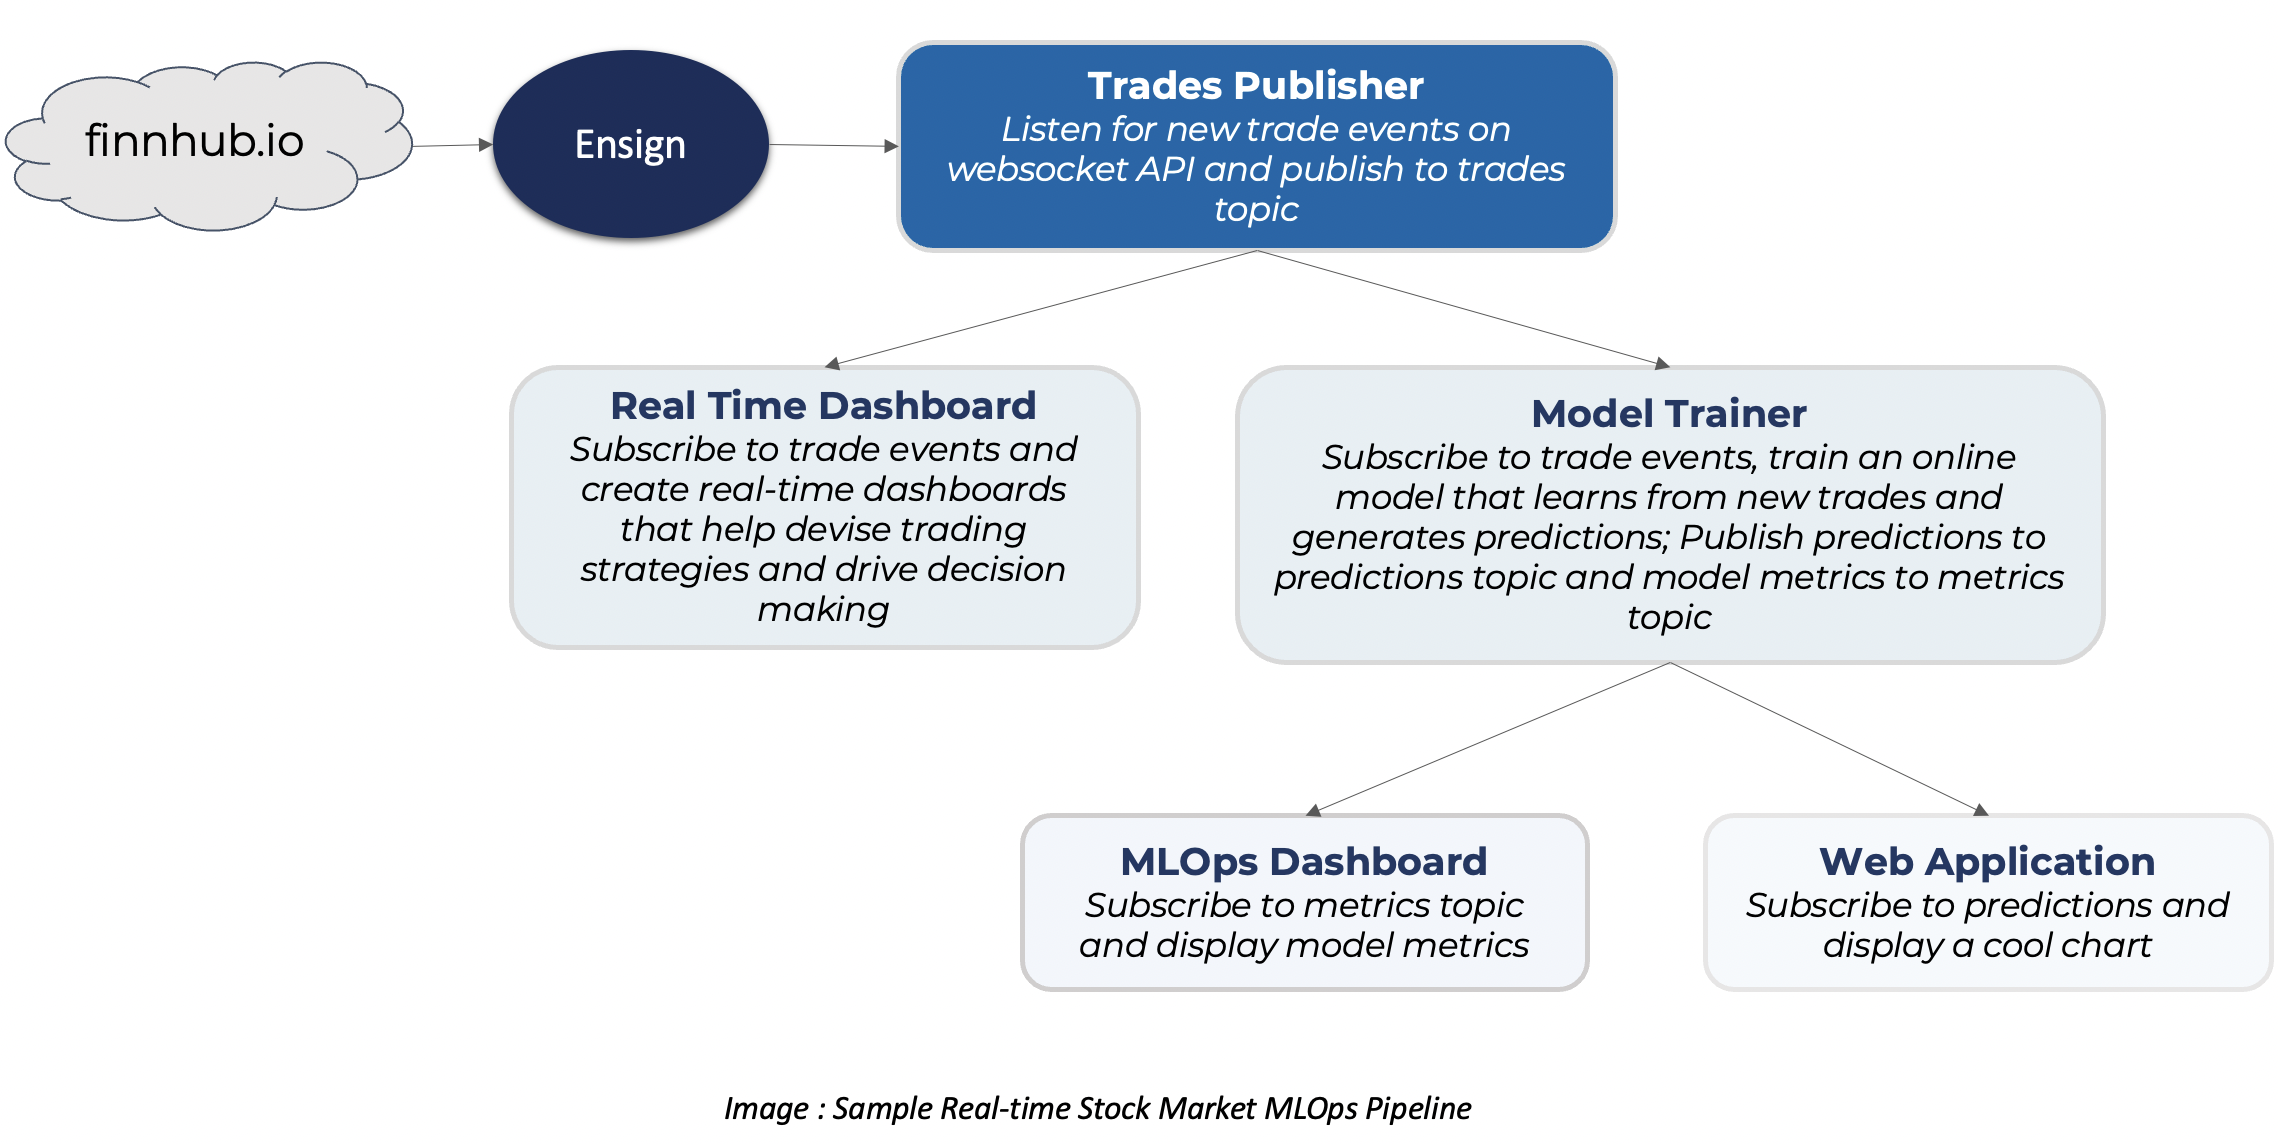 finnhub.io
Ensign
Trades Publisher
Listen for new trade events on
websocket API and publish to trades
topic
Real Time Dashboard
Subscribe to trade events and
create real-time dashboards
that help devise trading
strategies and drive decision
making
Model Trainer
Subscribe to trade events, train an online
model that learns from new trades and
generates predictions; Publish predictions to
predictions topic and model metrics to metrics
topic
MLOps Dashboard
Subscribe to metrics topic
and display model metrics
Web Application
Subscribe to predictions and
display a cool chart
Image : Sample Real-time Stock Market MLOps Pipeline